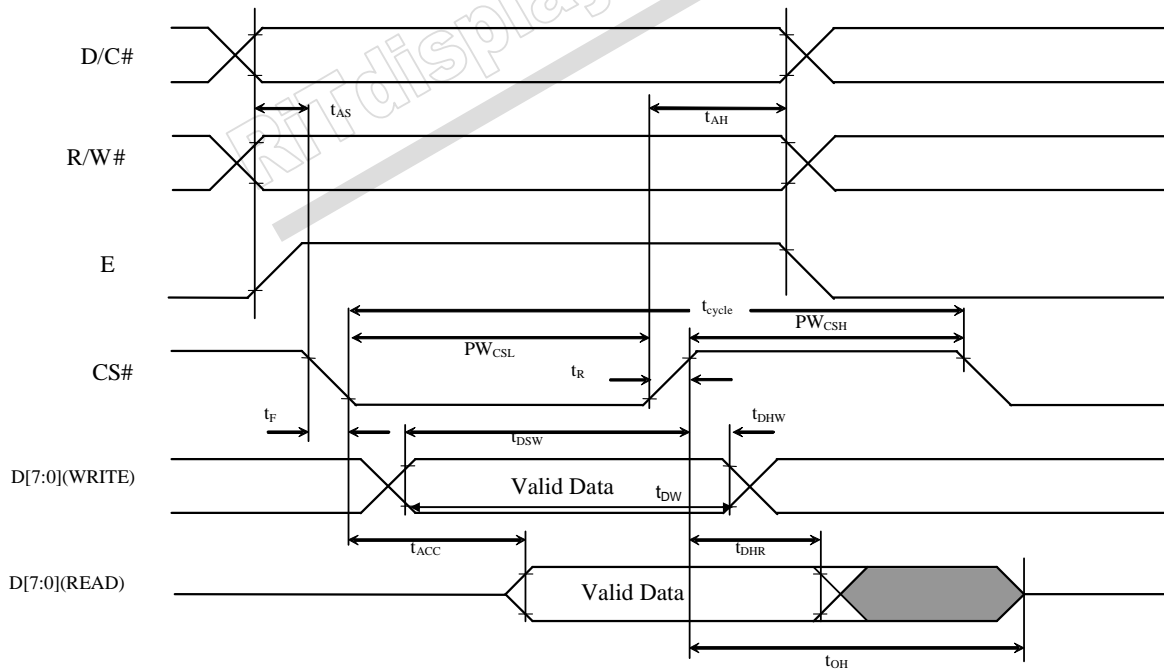 RiTdisplay
D/C#
tAS
tAH
R/W#
E
tcycle
PWCSH
PWCSL
CS#
tR
tF
tDSW
tDHW
D[7:0](WRITE)
Valid Data
tDW
tACC
tDHR
D[7:0](READ)
Valid Data
tOH